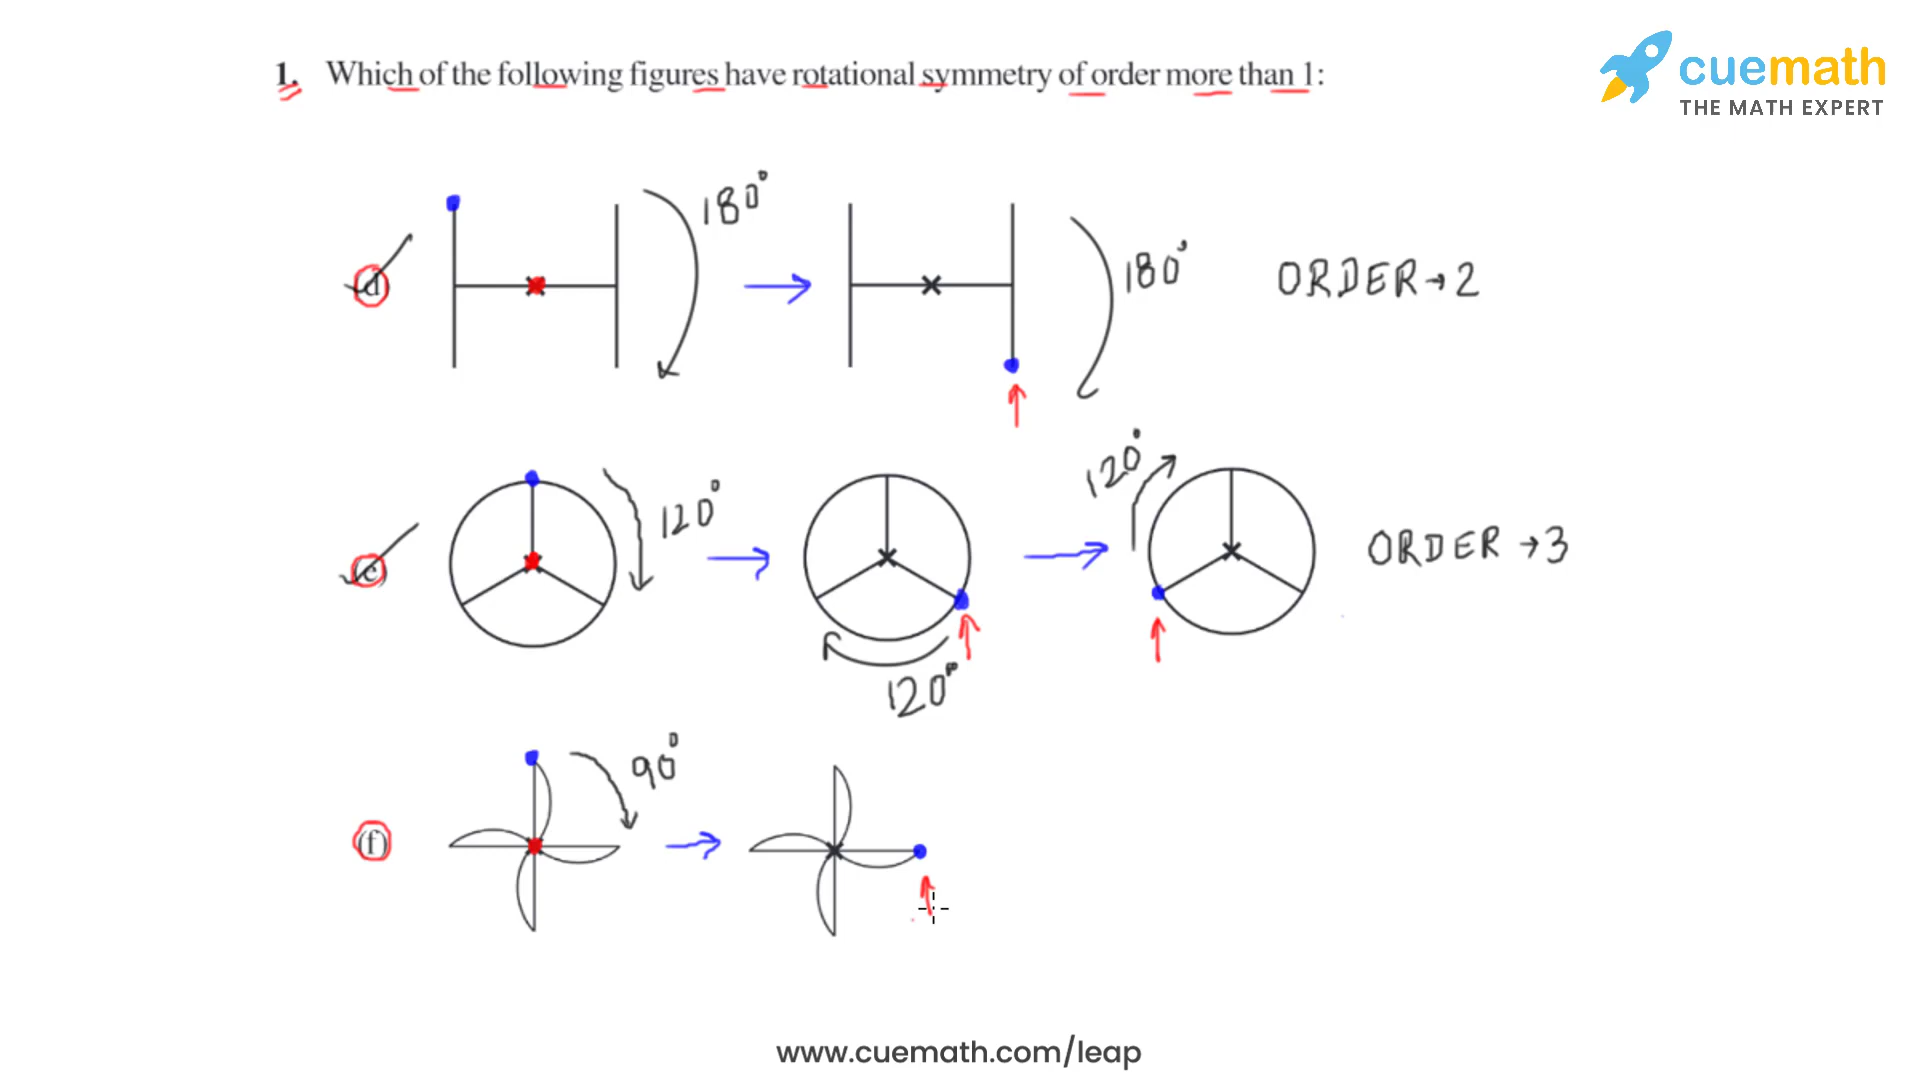 1. Which of the following figures have rotational symmetry of order more than 1:
cuemath
THE MATH EXPERT
(d)
180°
180°
ORDER→2
(e)
120°
120°
120°
ORDER→3
(f)
90°
www.cuemath.com/leap